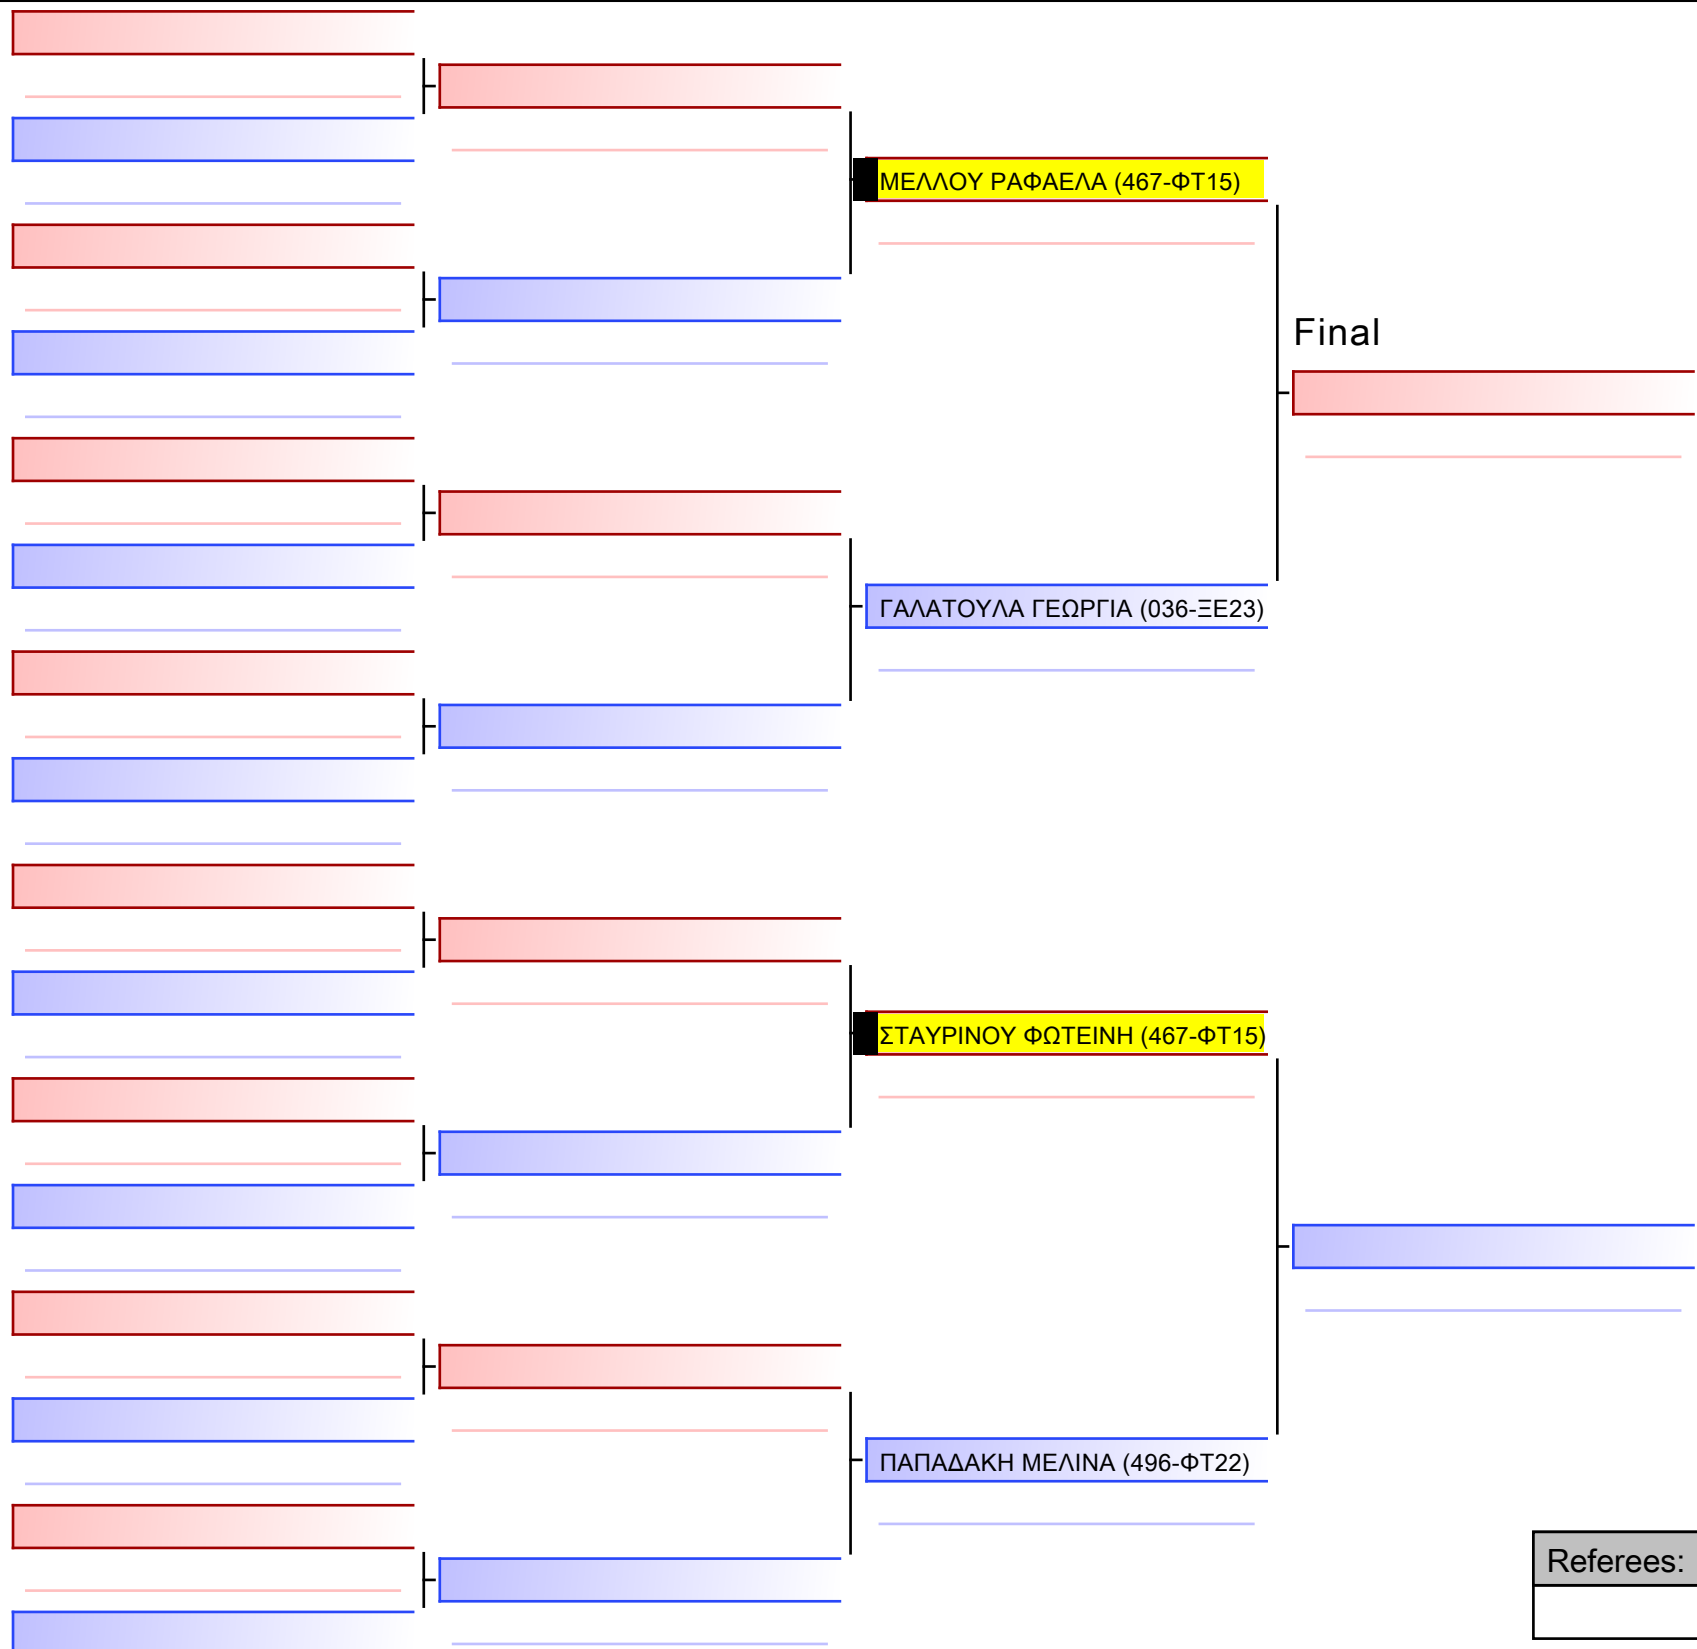 ΜΕΛΛΟΥ ΡΑΦΑΕΛΑ (467-ΦΤ15)
Final
ΓΑΛΑΤΟΥΛΑ ΓΕΩΡΓΙΑ (036-ΞΕ23)
ΣΤΑΥΡΙΝΟΥ ΦΩΤΕΙΝΗ (467-ΦΤ15)
ΠΑΠΑΔΑΚΗ ΜΕΛΙΝΑ (496-ΦΤ22)
Referees: